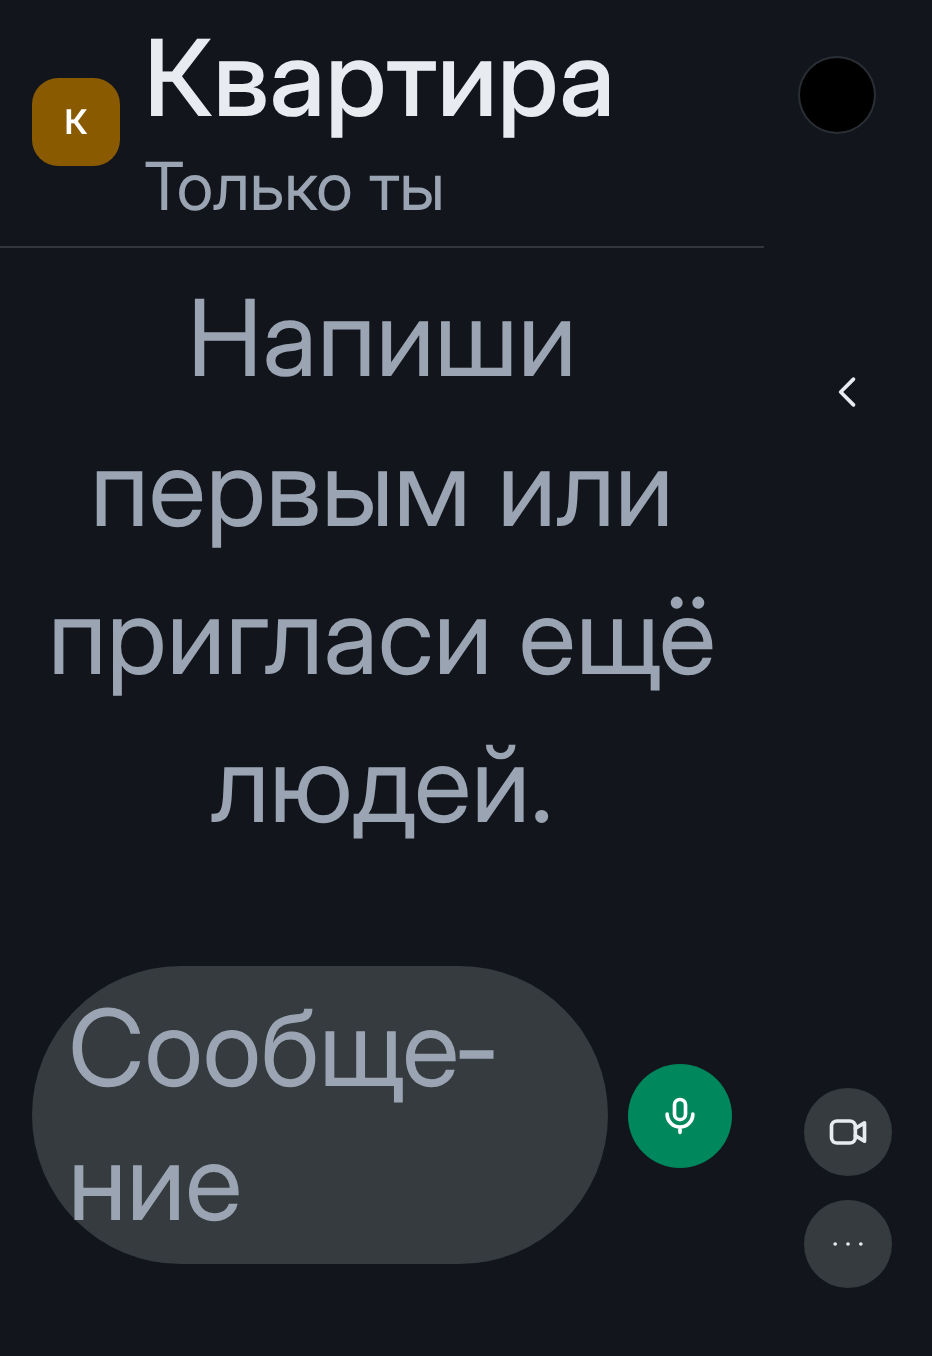 К
Квартира
Только ты
Напиши
первым или
пригласи ещё
людей.
Сообще-
ние